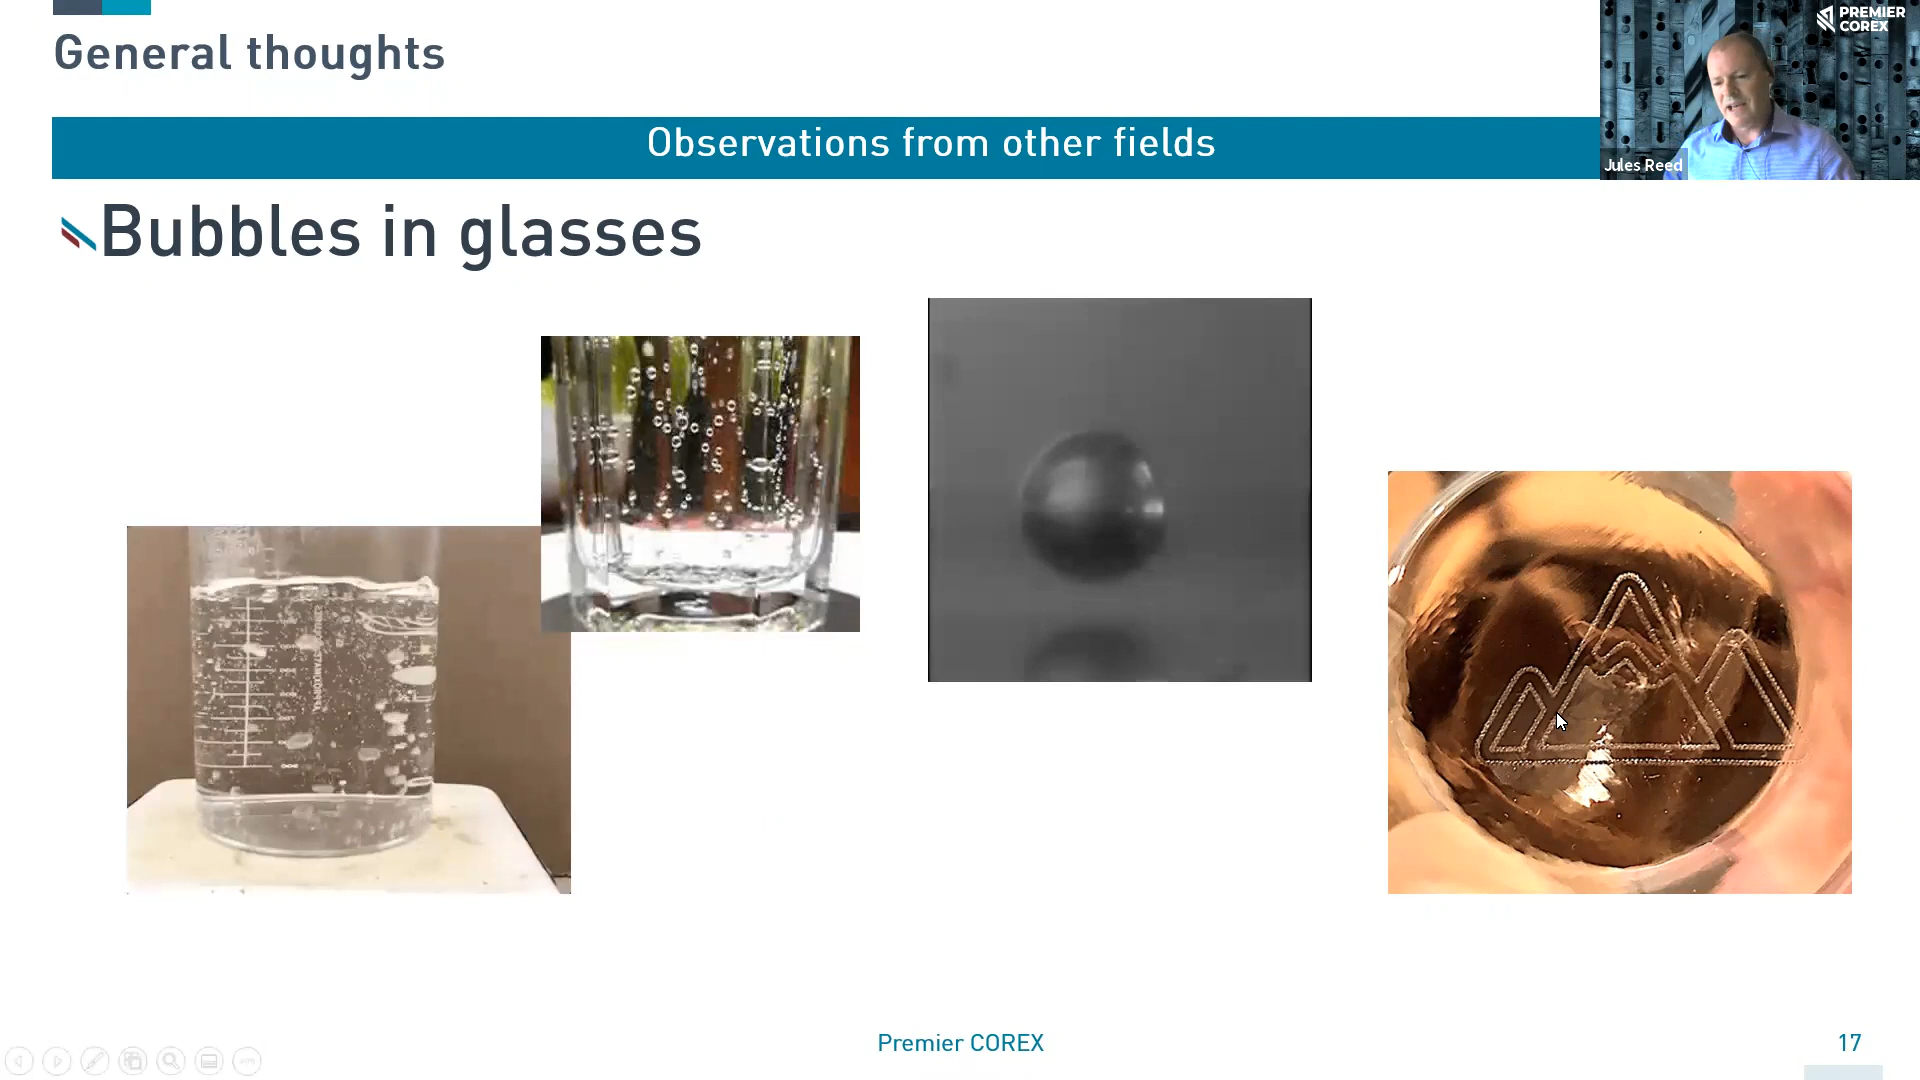 General thoughts
PREMIER
COREX
Observations from other fields
Jules Reed
Bubbles in glasses
Premier COREX
17